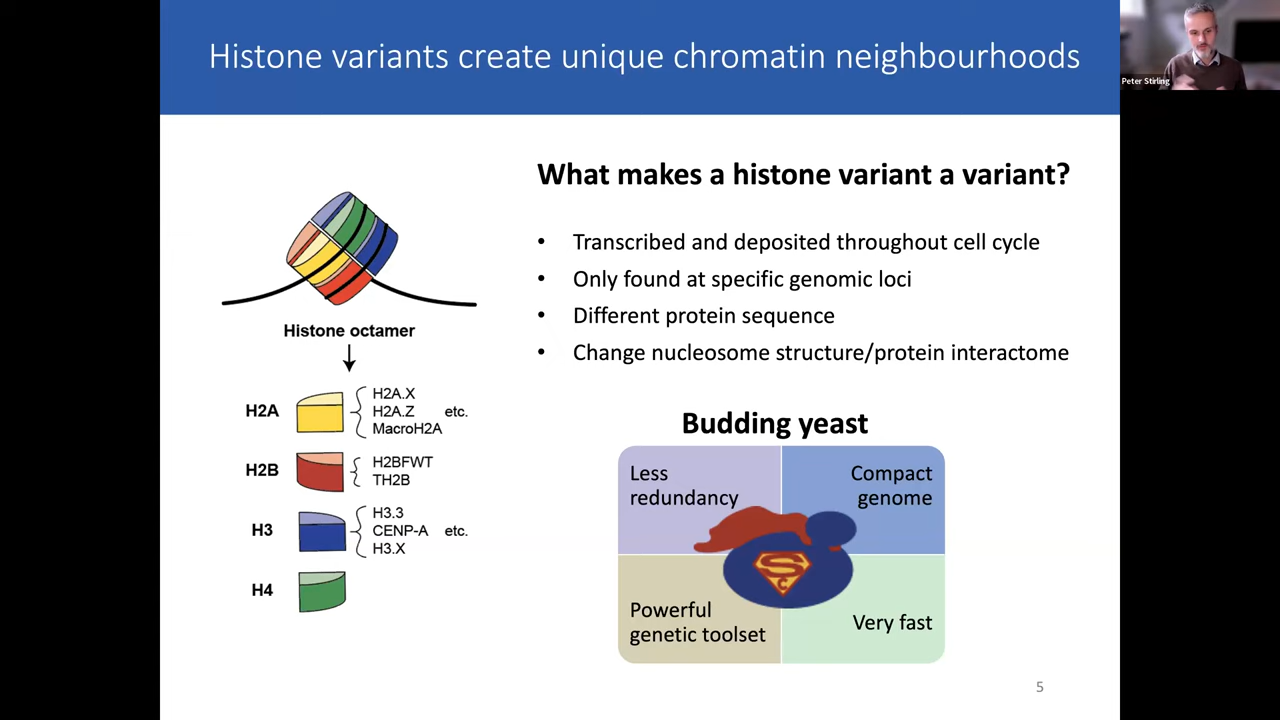 Histone variants create unique chromatin neighbourhoods
Peter Stirling
What makes a histone variant a variant?
• Transcribed and deposited throughout cell cycle
• Only found at specific genomic loci
• Different protein sequence
• Change nucleosome structure/protein interactome
Histone octamer
H2A
H2A.X
H2A.Z etc.
MacroH2A
H2B
H2BFWT
TH2B
H3
H3.3
CENP-A etc.
H3.X
H4
Budding yeast
Less
redundancy
Compact
genome
S
C
Powerful
genetic toolset
Very fast
5